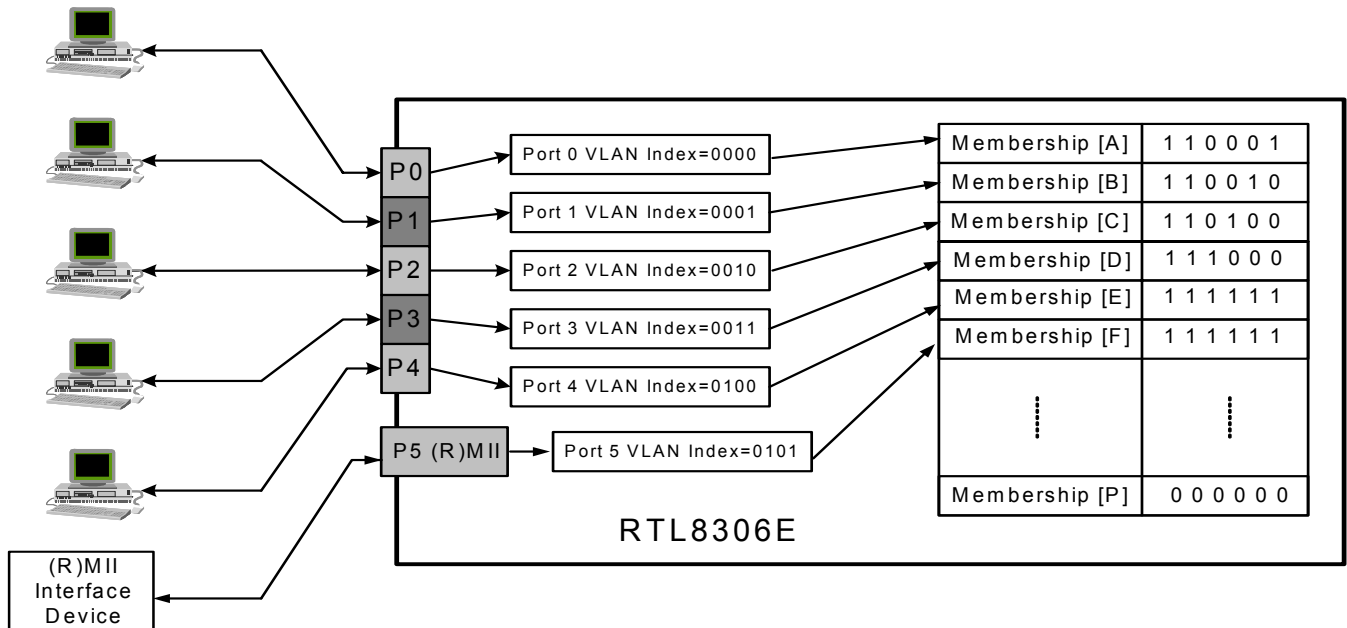 P0
P1
P2
P3
P4
P5 (R)MII
Port 0 VLAN Index=0000
Port 1 VLAN Index=0001
Port 2 VLAN Index=0010
Port 3 VLAN Index=0011
Port 4 VLAN Index=0100
Port 5 VLAN Index=0101
Membership [A] 1 1 0 0 0 1
Membership [B] 1 1 0 0 1 0
Membership [C] 1 1 0 1 0 0
Membership [D] 1 1 1 0 0 0
Membership [E] 1 1 1 1 1 1
Membership [F] 1 1 1 1 1 1
Membership [P] 0 0 0 0 0 0
RTL8306E
(R)MII
Interface
Device